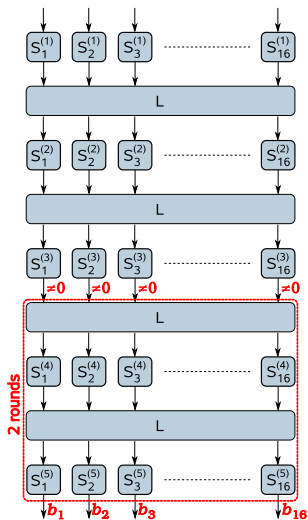 S₁⁽¹⁾ S₂⁽¹⁾ S₃⁽¹⁾ S₁₆⁽¹⁾
L
S₁⁽²⁾ S₂⁽²⁾ S₃⁽²⁾ S₁₆⁽²⁾
L
S₁⁽³⁾ S₂⁽³⁾ S₃⁽³⁾ S₁₆⁽³⁾
≠0 ≠0 ≠0 ≠0
L
2 rounds
S₁⁽⁴⁾ S₂⁽⁴⁾ S₃⁽⁴⁾ S₁₆⁽⁴⁾
L
S₁⁽⁵⁾ S₂⁽⁵⁾ S₃⁽⁵⁾ S₁₆⁽⁵⁾
b₁ b₂ b₃ b₁₆